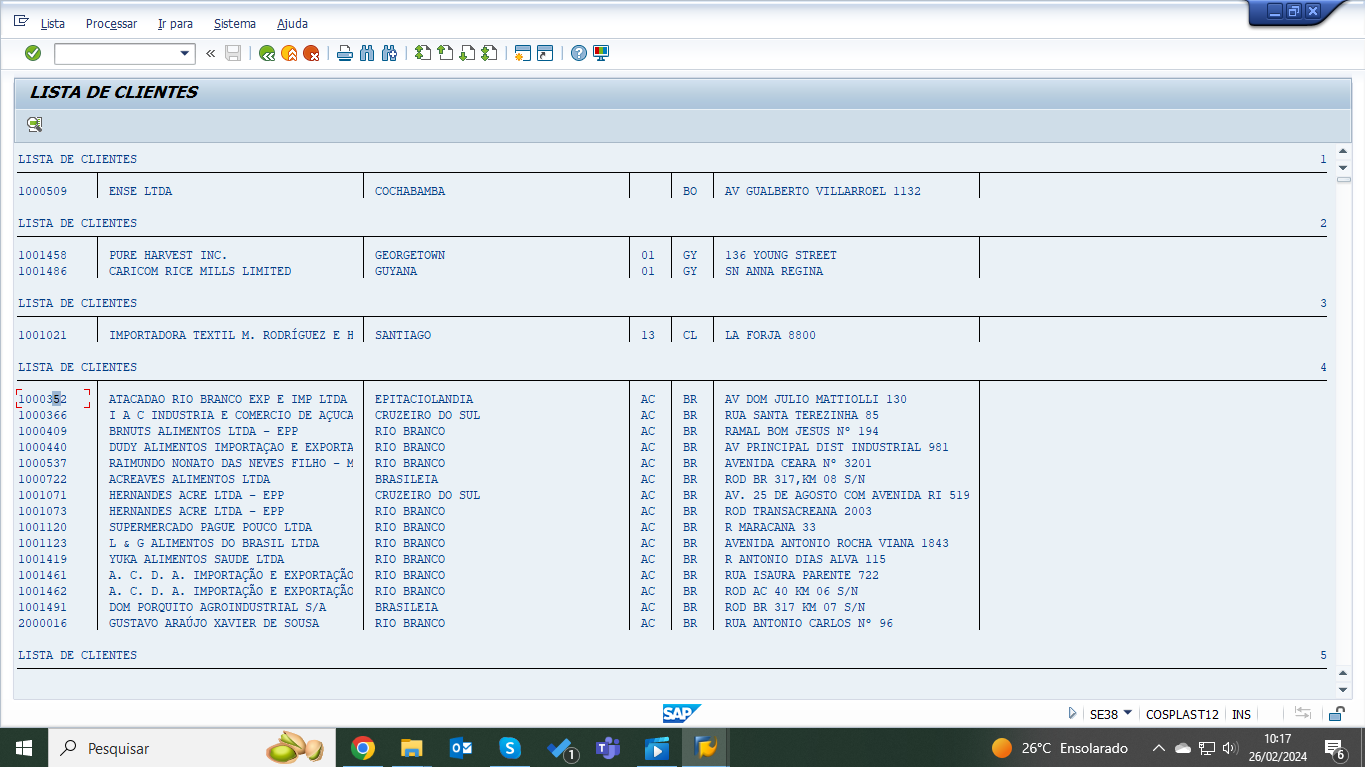 Lista Processar Ir para Sistema Ajuda
LISTA DE CLIENTES
LISTA DE CLIENTES 1
1000509 ENSE LTDA COCHABAMBA BO AV GUALBERTO VILLARROEL 1132
LISTA DE CLIENTES 2
1001458 PURE HARVEST INC. GEORGETOWN 01 GY 136 YOUNG STREET
1001486 CARICOM RICE MILLS LIMITED GUYANA 01 GY SN ANNA REGINA
LISTA DE CLIENTES 3
1001021 IMPORTADORA TEXTIL M. RODRÍGUEZ E H SANTIAGO 13 CL LA FORJA 8800
LISTA DE CLIENTES 4
1000352 ATACADAO RIO BRANCO EXP E IMP LTDA EPITACIOLANDIA AC BR AV DOM JULIO MATTIOLLI 130
1000366 I A C INDUSTRIA E COMERCIO DE AÇUCA CRUZEIRO DO SUL AC BR RUA SANTA TEREZINHA 85
1000409 BRNUTS ALIMENTOS LTDA - EPP RIO BRANCO AC BR RAMAL BOM JESUS Nº 194
1000440 DUDY ALIMENTOS IMPORTAÇAO E EXPORTA RIO BRANCO AC BR AV PRINCIPAL DIST INDUSTRIAL 981
1000537 RAIMUNDO NONATO DAS NEVES FILHO - M RIO BRANCO AC BR AVENIDA CEARA Nº 3201
1000722 ACREAVES ALIMENTOS LTDA BRASILEIA AC BR ROD BR 317,KM 08 S/N
1001071 HERNANDES ACRE LTDA - EPP CRUZEIRO DO SUL AC BR AV. 25 DE AGOSTO COM AVENIDA RI 519
1001073 HERNANDES ACRE LTDA - EPP RIO BRANCO AC BR ROD TRANSACREANA 2003
1001120 SUPERMERCADO PAGUE POUCO LTDA RIO BRANCO AC BR R MARACANA 33
1001123 L & G ALIMENTOS DO BRASIL LTDA RIO BRANCO AC BR AVENIDA ANTONIO ROCHA VIANA 1843
1001419 YUKA ALIMENTOS SAUDE LTDA RIO BRANCO AC BR R ANTONIO DIAS ALVA 115
1001461 A. C. D. A. IMPORTAÇÃO E EXPORTAÇÃO RIO BRANCO AC BR RUA ISAURA PARENTE 722
1001462 A. C. D. A. IMPORTAÇÃO E EXPORTAÇÃO RIO BRANCO AC BR ROD AC 40 KM 06 S/N
1001491 DOM PORQUITO AGROINDUSTRIAL S/A BRASILEIA AC BR ROD BR 317 KM 07 S/N
2000016 GUSTAVO ARAÚJO XAVIER DE SOUSA RIO BRANCO AC BR RUA ANTONIO CARLOS Nº 96
LISTA DE CLIENTES 5
SAP SE38 COSPLAST12 INS
Pesquisar 1 26°C Ensolarado 10:17
26/02/2024 6